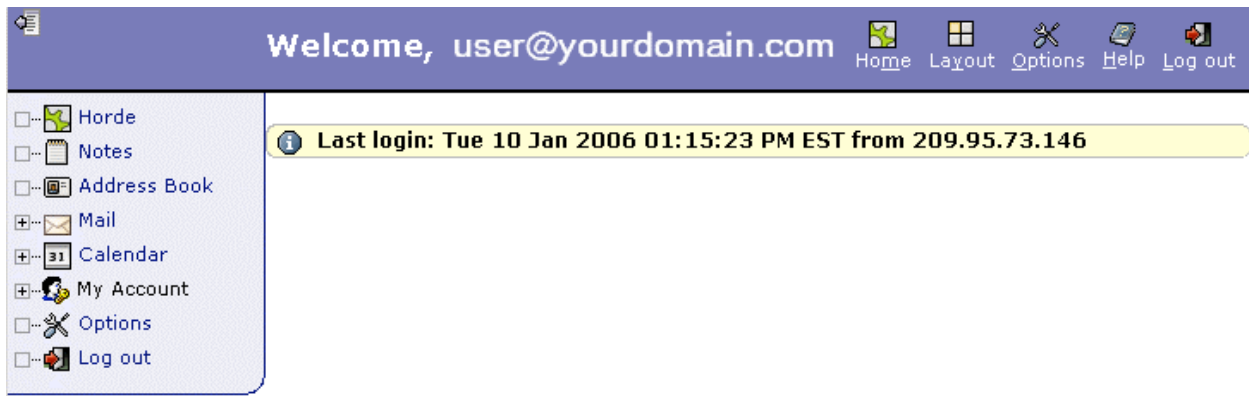 Welcome, user@yourdomain.com
Home Layout Options Help Log out
Horde
Last login: Tue 10 Jan 2006 01:15:23 PM EST from 209.95.73.146
Notes
Address Book
Mail
31 Calendar
My Account
Options
Log out